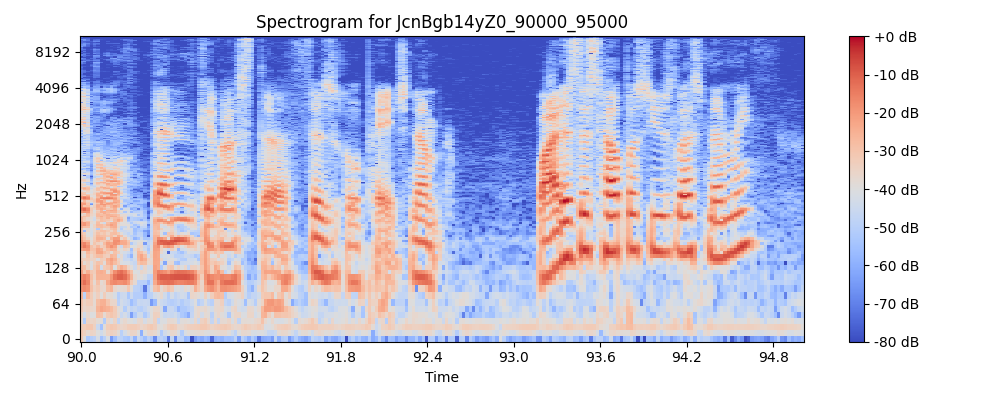 Spectrogram for JcnBgb14yZ0_90000_95000
Hz
8192
4096
2048
1024
512
256
128
64
0
90.0 90.6 91.2 91.8 92.4 93.0 93.6 94.2 94.8
Time
+0 dB
-10 dB
-20 dB
-30 dB
-40 dB
-50 dB
-60 dB
-70 dB
-80 dB